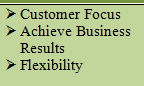 ➢ Customer Focus
➢ Achieve Business
Results
➢ Flexibility